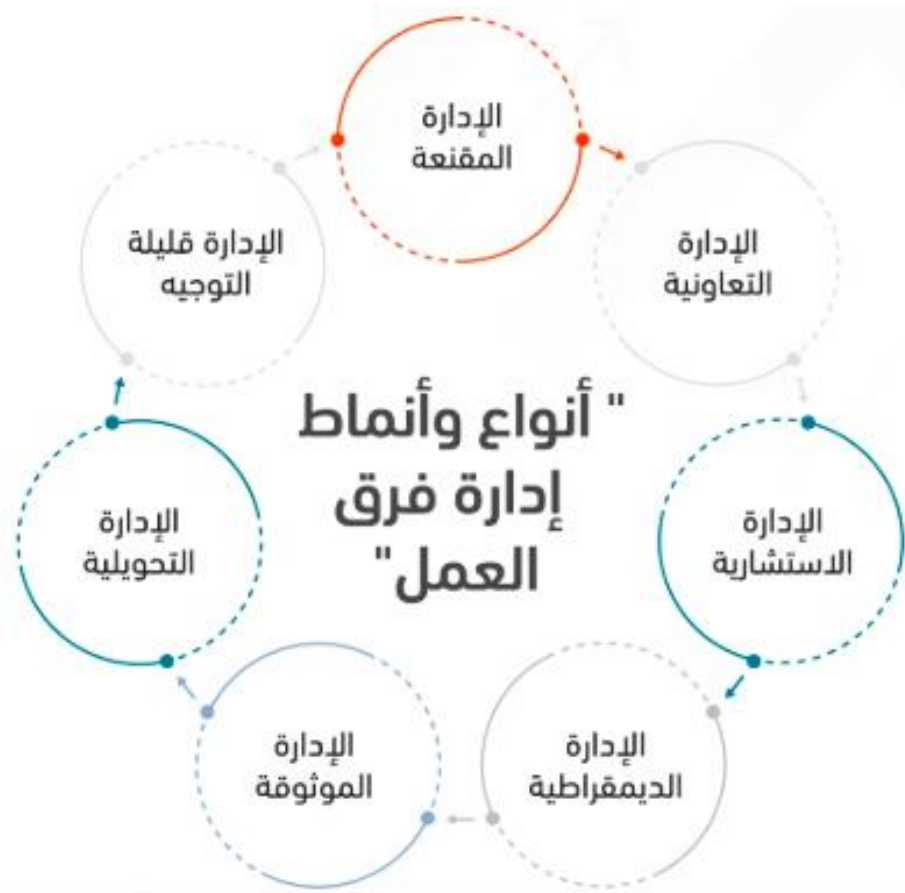 " أنواع وأنماط
إدارة فرق
العمل"
الإدارة
المقنعة
الإدارة
التعاونية
الإدارة
الاستشارية
الإدارة
الديمقراطية
الإدارة
الموثوقة
الإدارة
التحويلية
الإدارة قليلة
التوجيه